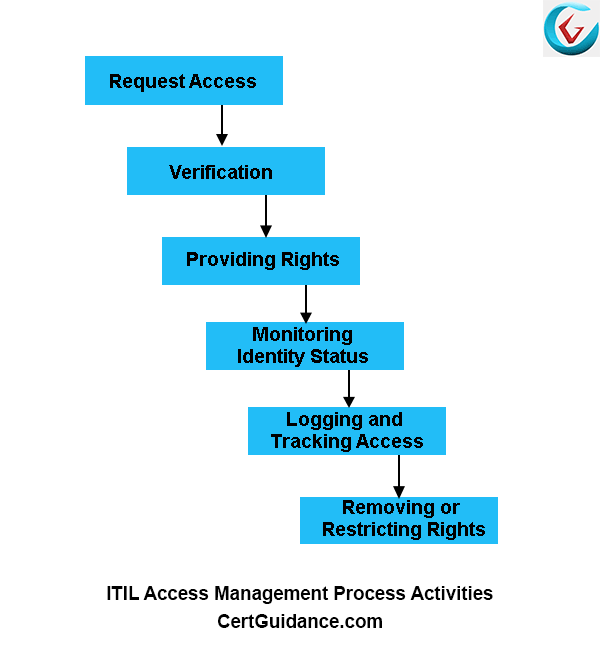 Request Access
Verification
Providing Rights
Monitoring
Identity Status
Logging and
Tracking Access
Removing or
Restricting Rights
ITIL Access Management Process Activities
CertGuidance.com